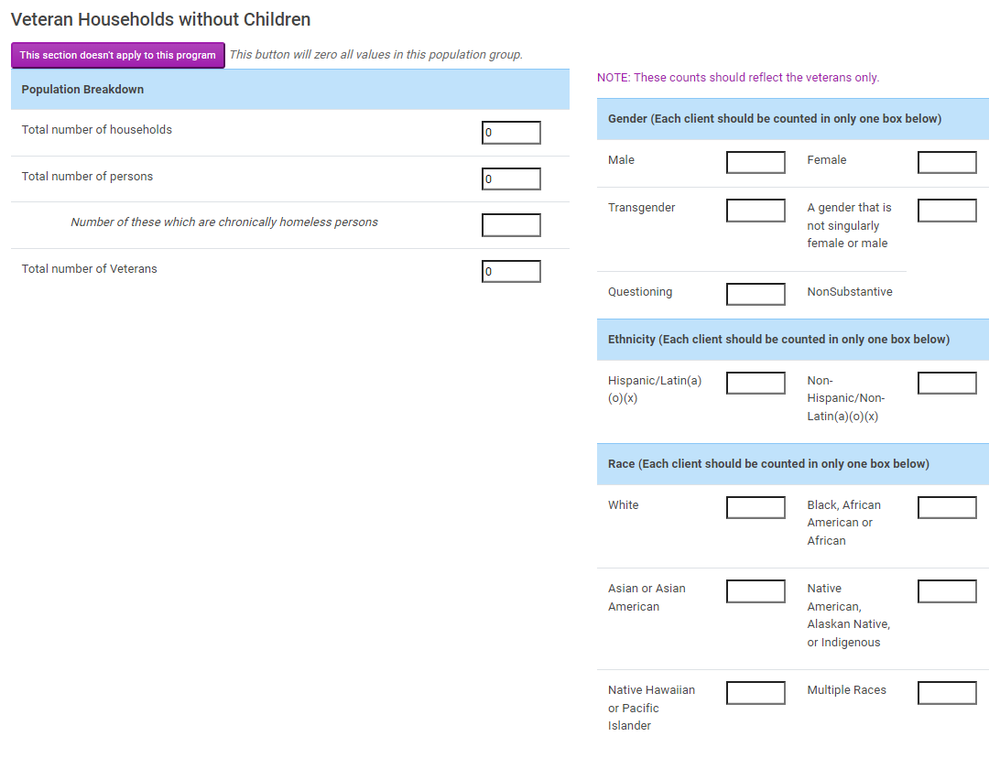 Veteran Households without Children
This section doesn't apply to this program This button will zero all values in this population group.
Population Breakdown
Total number of households 0
Total number of persons 0
Number of these which are chronically homeless persons
Total number of Veterans 0
NOTE: These counts should reflect the veterans only.
Gender (Each client should be counted in only one box below)
Male
Female
Transgender
A gender that is
not singularly
female or male
Questioning
NonSubstantive
Ethnicity (Each client should be counted in only one box below)
Hispanic/Latin(a)
(o)(x)
Non-
Hispanic/Non-
Latin(a)(o)(x)
Race (Each client should be counted in only one box below)
White
Black, African
American or
African
Asian or Asian
American
Native
American,
Alaskan Native,
or Indigenous
Native Hawaiian
or Pacific
Islander
Multiple Races